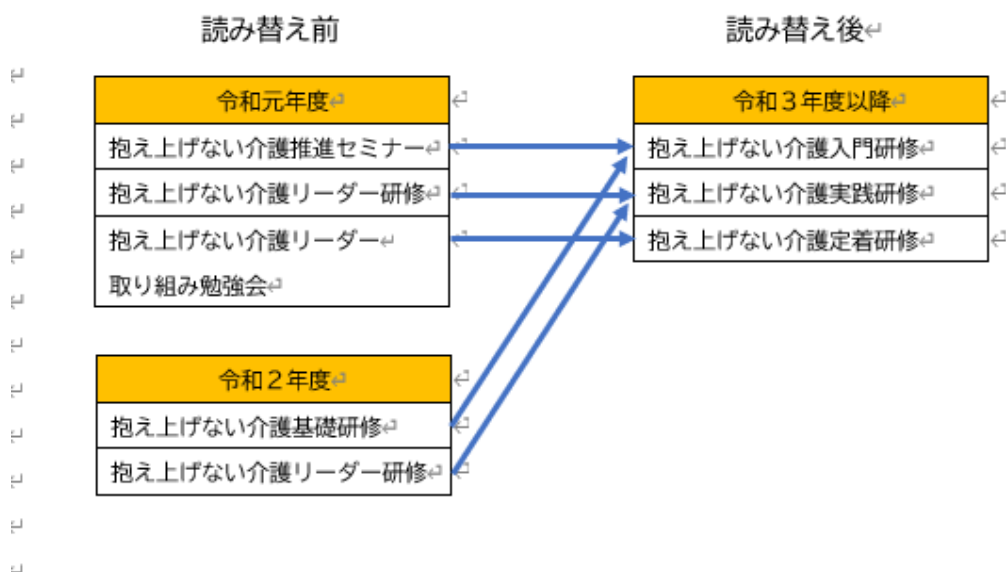 読み替え前
読み替え後
令和元年度
抱え上げない介護推進セミナー
抱え上げない介護リーダー研修
抱え上げない介護リーダー
取り組み勉強会
令和２年度
抱え上げない介護基礎研修
抱え上げない介護リーダー研修
令和３年度以降
抱え上げない介護入門研修
抱え上げない介護実践研修
抱え上げない介護定着研修